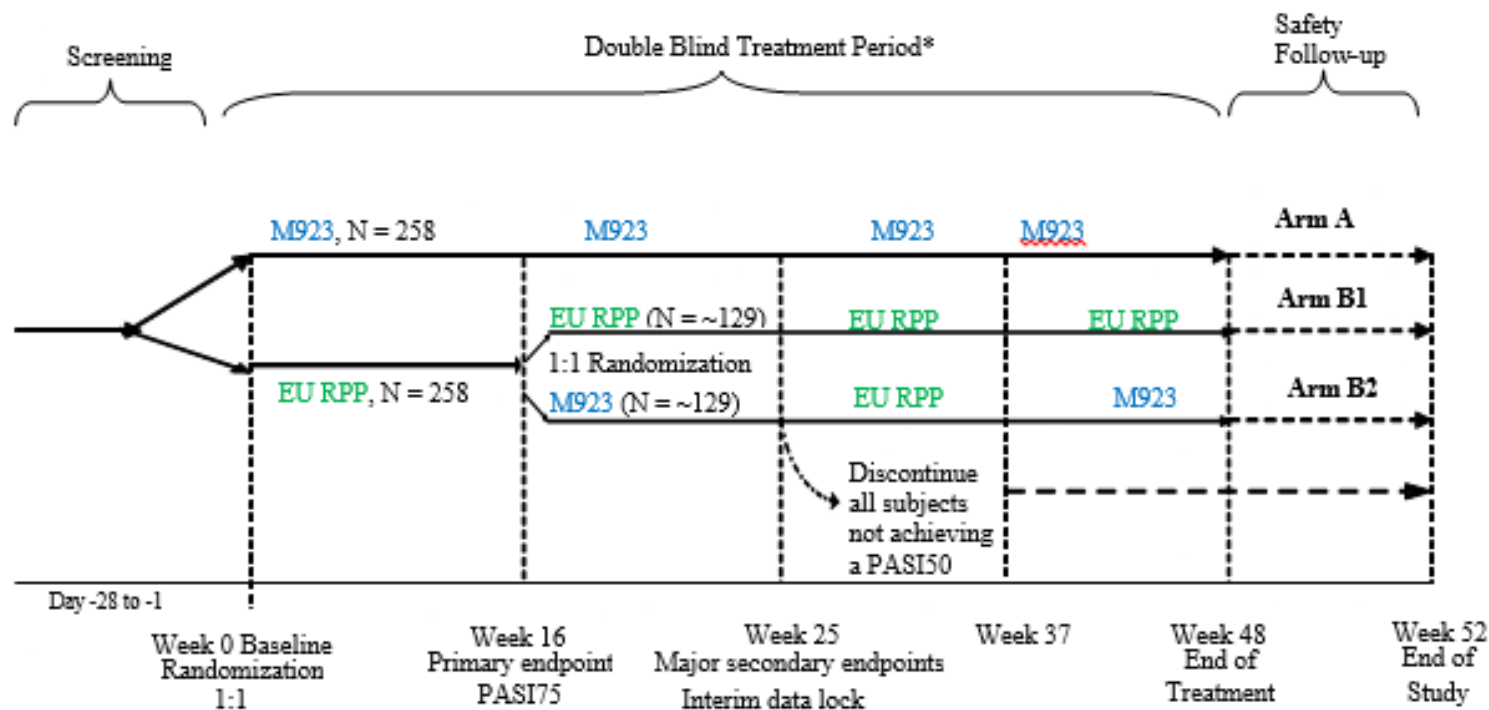 Screening
Double Blind Treatment Period*
Safety
Follow-up
M923, N = 258
M923
M923
M923
Arm A
EU RPP (N = ~129)
EU RPP
EU RPP
Arm B1
1:1 Randomization
EU RPP, N = 258
M923 (N = ~129)
EU RPP
M923
Arm B2
Discontinue
all subjects
not achieving
a PASI50
Day -28 to -1
Week 0 Baseline
Randomization
1:1
Week 16
Primary endpoint
PASI75
Week 25
Major secondary endpoints
Interim data lock
Week 37
Week 48
End of
Treatment
Week 52
End of
Study